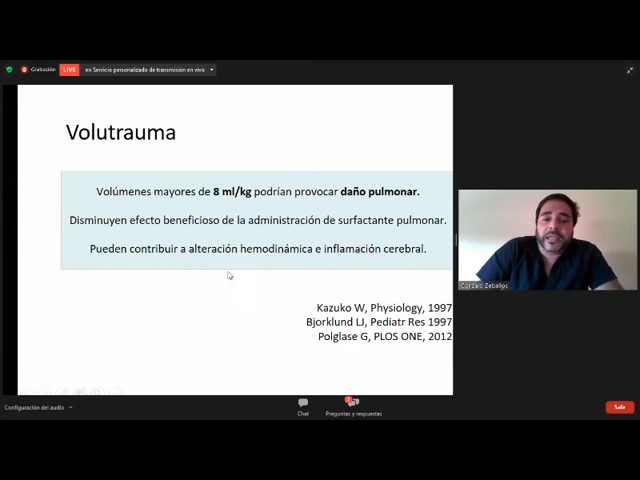 Grabación
LIVE
en Servicio personalizado de transmisión en vivo
Volutrauma
Volúmenes mayores de 8 ml/kg podrían provocar daño pulmonar.
Disminuyen efecto beneficioso de la administración de surfactante pulmonar.
Pueden contribuir a alteración hemodinámica e inflamación cerebral.
Kazuko W, Physiology, 1997
Bjorklund LJ, Pediatr Res 1997
Polglase G, PLOS ONE, 2012
Gonzalo Zeballos
Configuración del audio
Chat
Preguntas y respuestas
Salir